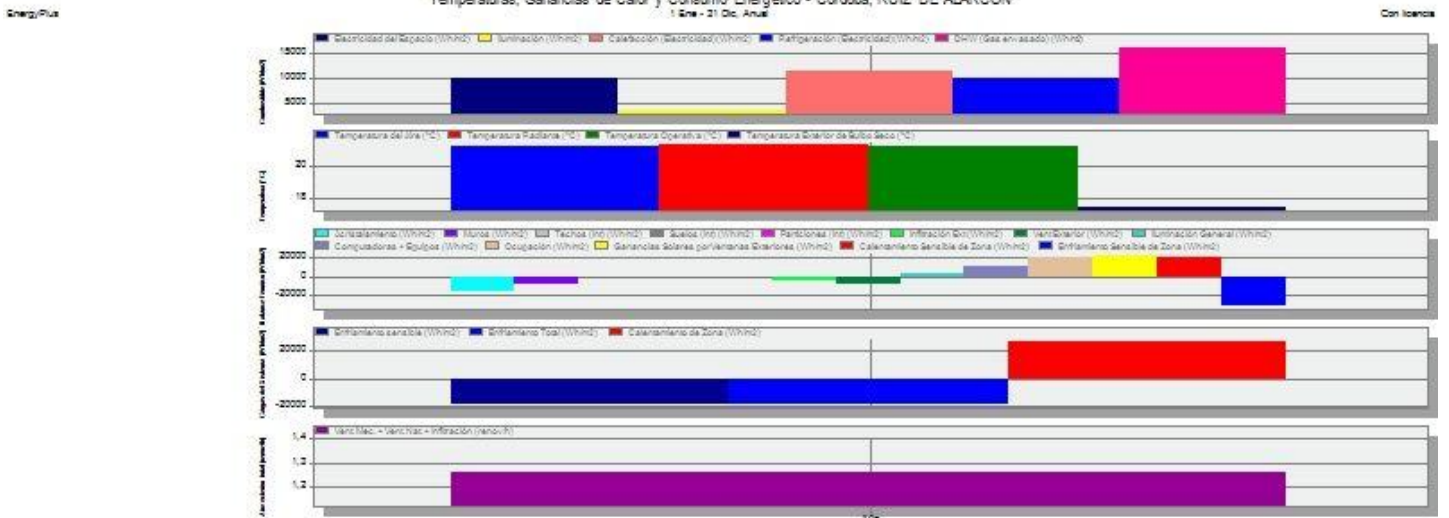 Temperaturas, Ganancias de Calor y Consumo Energético - Córdoba, RUIZ DE ALARCÓN
EnergyPlus
1 Ene - 31 Dic, Anual
Con licencia
Electricidad del Espacio (Wh/m2) Iluminación (Wh/m2) Calefacción (Electricidad) (Wh/m2) Refrigeración (Electricidad) (Wh/m2) DHW (Gas envasado) (Wh/m2)
15000
10000
5000
Temperatura del Aire (°C) Temperatura Radiante (°C) Temperatura Operativa (°C) Temperatura Exterior de Bulbo Seco (°C)
Temperatura (°C)
20
15
Acristalamiento (Wh/m2) Muros (Wh/m2) Techos (int) (Wh/m2) Suelos (int) (Wh/m2) Particiones (int) (Wh/m2) Infiltración Ext (Wh/m2) Vent Exterior (Wh/m2) Iluminación General (Wh/m2)
Computadoras + Equipos (Wh/m2) Ocupación (Wh/m2) Ganancias Solares por Ventanas Exteriores (Wh/m2) Calentamiento Sensible de Zona (Wh/m2) Enfriamiento Sensible de Zona (Wh/m2)
20000
0
-20000
Enfriamiento sensible (Wh/m2) Enfriamiento Total (Wh/m2) Calentamiento de Zona (Wh/m2)
20000
0
-20000
Vent Mec. + Vent Nat + Infiltración (renov/h)
1,4
1,3
1,2